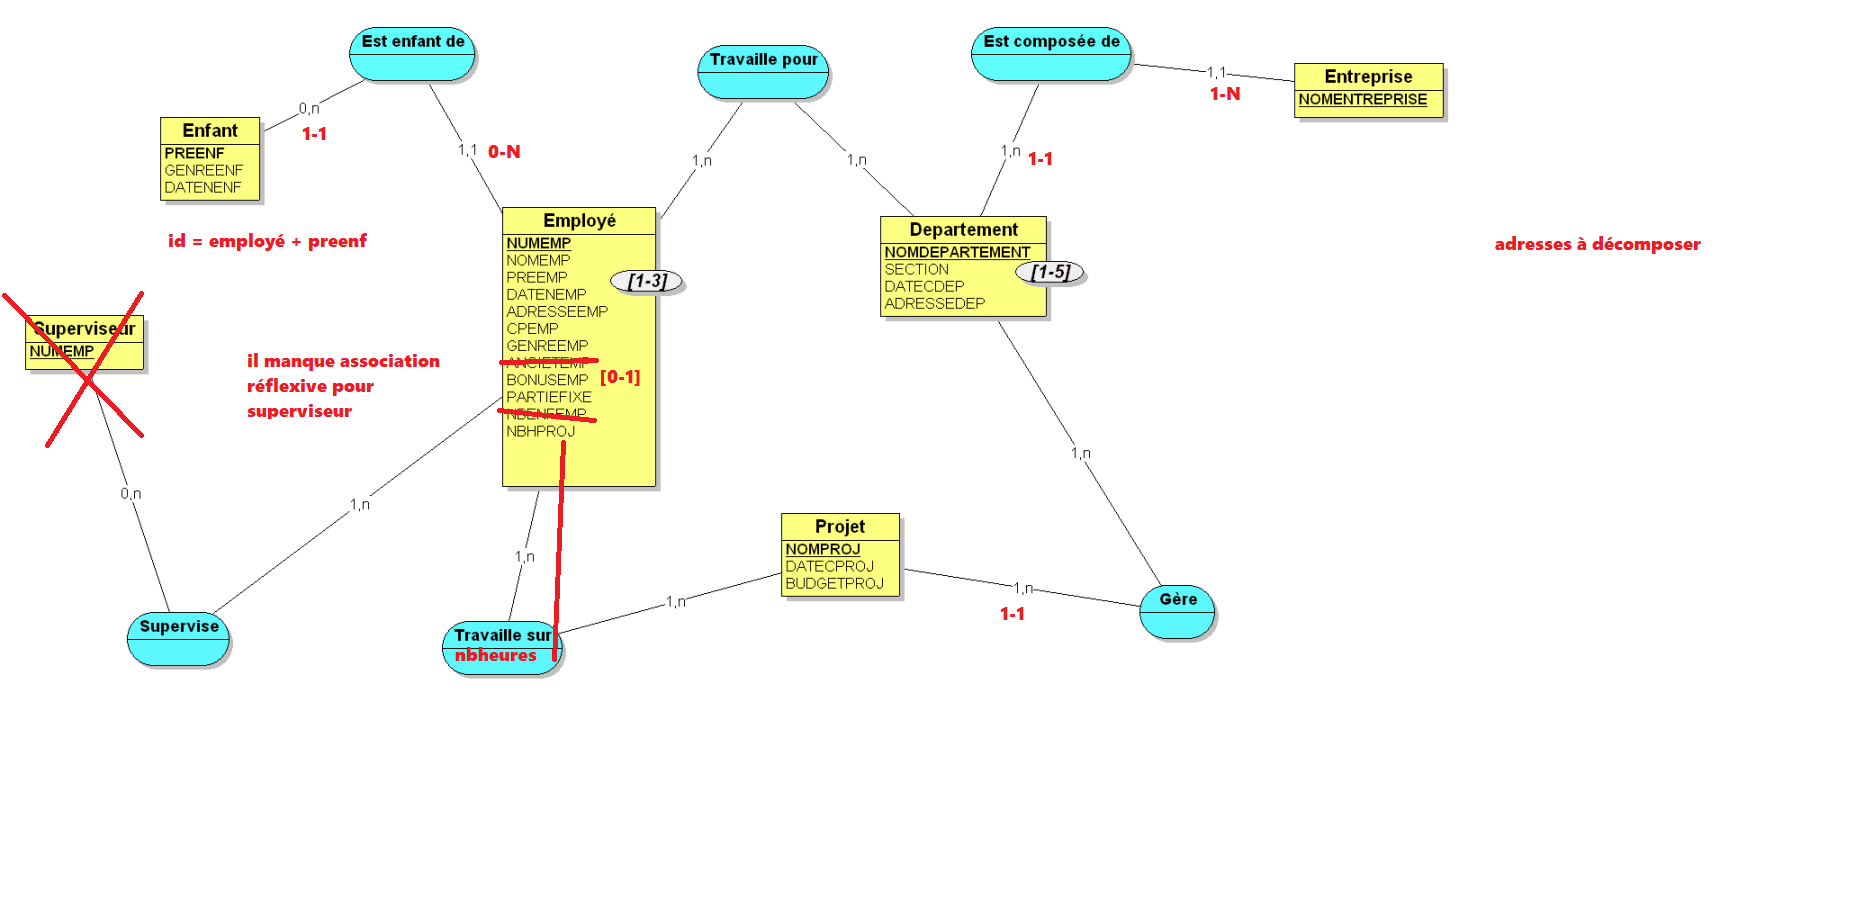 Est enfant de
Travaille pour
Est composée de
1,1
1-N
Entreprise
NOMENTREPRISE
0,n
1-1
Enfant
PREENF
GENREENF
DATENENF
1,1
0-N
1,n
1,n
1,n
1-1
id = employé + preenf
Employé
NUMEMP
NOMEMP
PREEMP
DATENEMP
ADRESSEEMP
CPEMP
GENREEMP
ANCIETEMP
BONUSEMP
PARTIEFIXE
NBENFEMP
NBHPROJ
[1-3]
[0-1]
Departement
NOMDEPARTEMENT
SECTION
DATECDEP
ADRESSEDEP
[1-5]
adresses à décomposer
Superviseur
NUMEMP
il manque association
réflexive pour
superviseur
0,n
1,n
1,n
1,n
Projet
NOMPROJ
DATECPROJ
BUDGETPROJ
1,n
1,n
1-1
Gère
Supervise
Travaille sur
nbheures